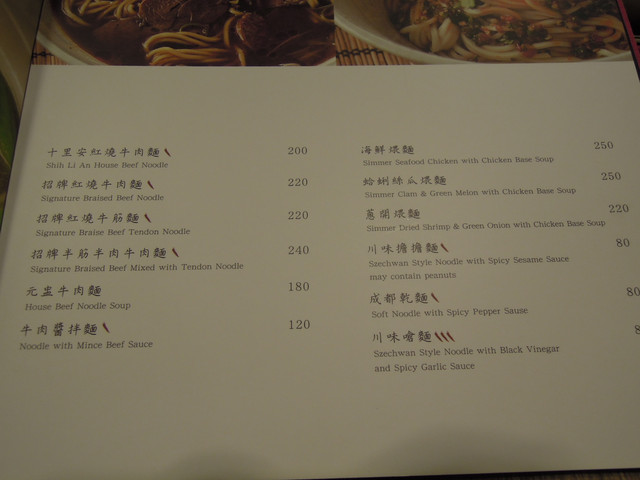 十里安紅燒牛肉麵 200
Shih Li An House Beef Noodle
招牌紅燒牛肉麵 220
Signature Braised Beef Noodle
招牌紅燒牛筋麵 220
Signature Braise Beef Tendon Noodle
招牌半筋半肉牛肉麵 240
Signature Braised Beef Mixed with Tendon Noodle
元盅牛肉麵 180
House Beef Noodle Soup
牛肉醬拌麵 120
Noodle with Mince Beef Sauce
海鮮煨麵 250
Simmer Seafood Chicken with Chicken Base Soup
蛤蜊絲瓜煨麵 250
Simmer Clam & Green Melon with Chicken Base Soup
蔥開煨麵 220
Simmer Dried Shrimp & Green Onion with Chicken Base Soup
川味擔擔麵 80
Szechwan Style Noodle with Spicy Sesame Sauce
may contain peanuts
成都乾麵 80
Soft Noodle with Spicy Pepper Sause
川味嗆麵
Szechwan Style Noodle with Black Vinegar
and Spicy Garlic Sauce